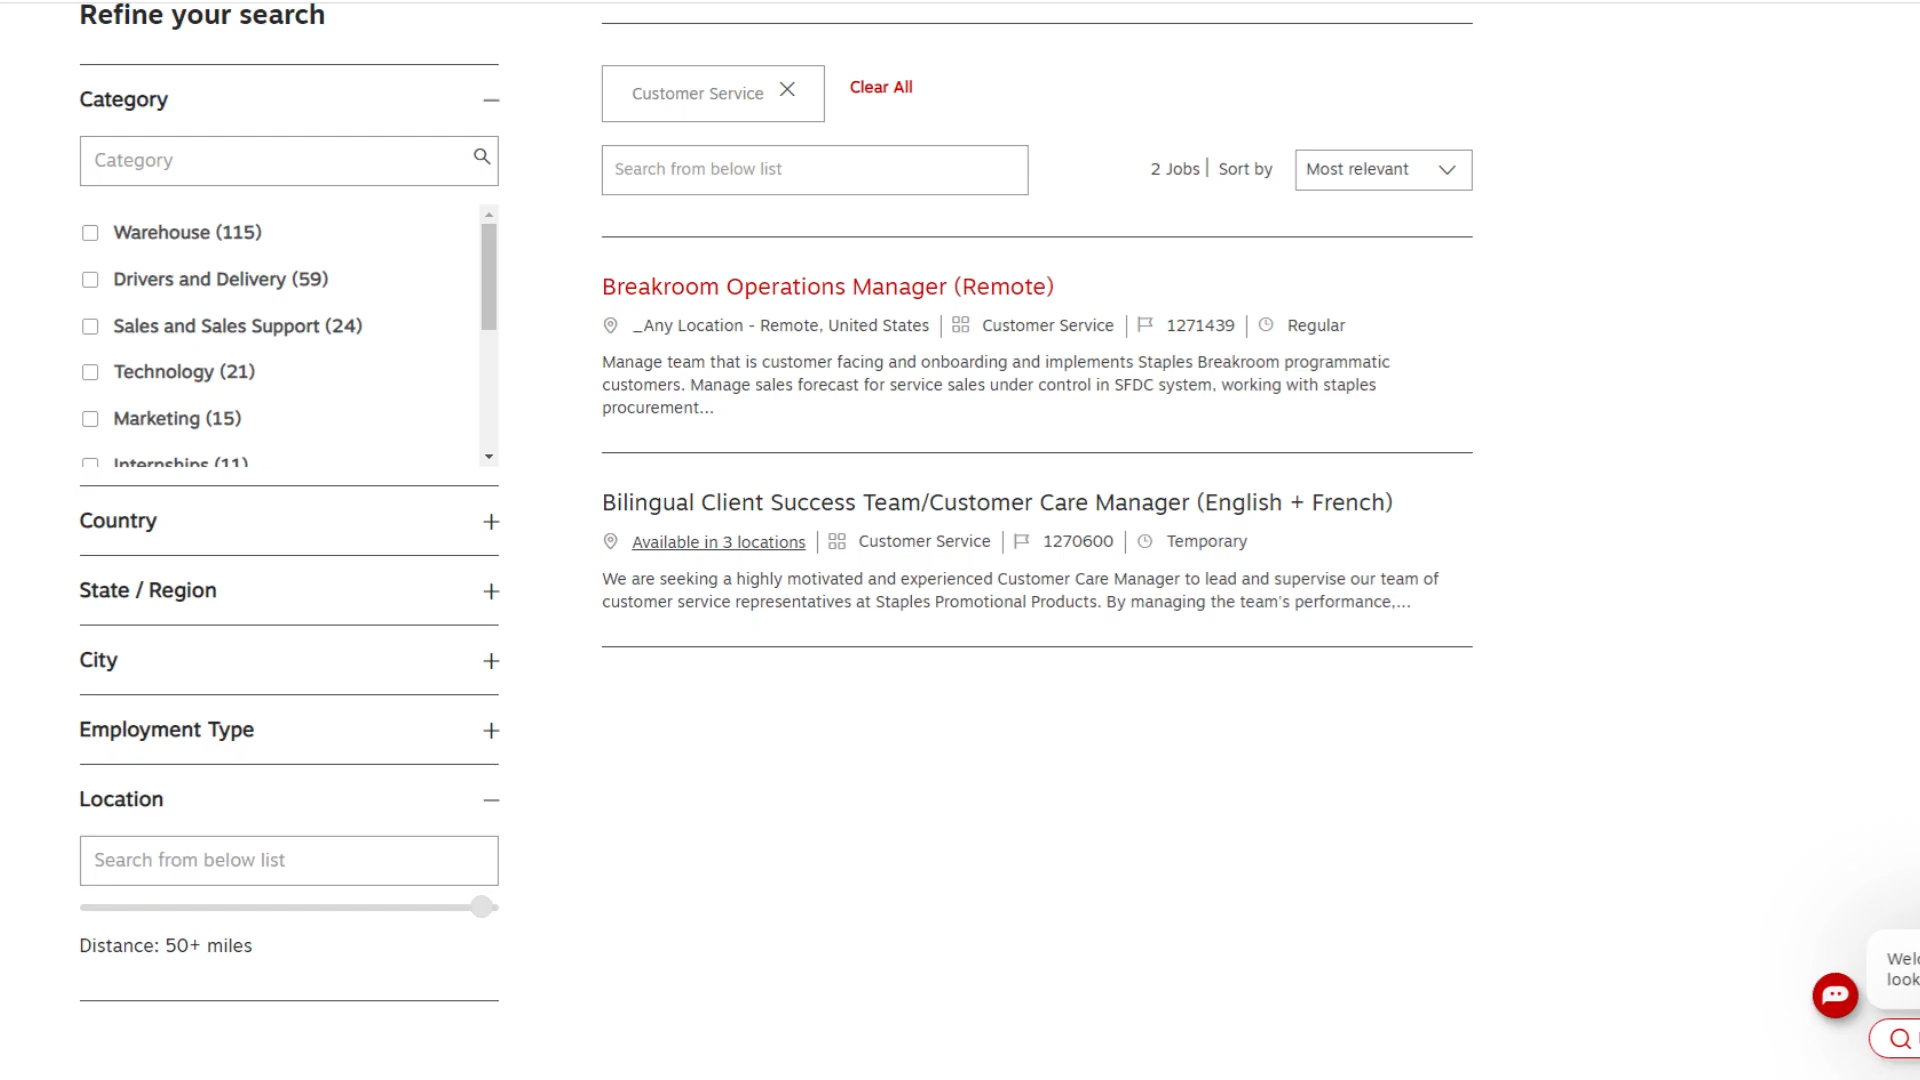 Refine your search
Category
Category
Warehouse (115)
Drivers and Delivery (59)
Sales and Sales Support (24)
Technology (21)
Marketing (15)
Internships (11)
Country
State / Region
City
Employment Type
Location
Search from below list
Distance: 50+ miles
Customer Service
Clear All
Search from below list
2 Jobs Sort by Most relevant
Breakroom Operations Manager (Remote)
_Any Location - Remote, United States Customer Service 1271439 Regular
Manage team that is customer facing and onboarding and implements Staples Breakroom programmatic
customers. Manage sales forecast for service sales under control in SFDC system, working with staples
procurement...
Bilingual Client Success Team/Customer Care Manager (English + French)
Available in 3 locations Customer Service 1270600 Temporary
We are seeking a highly motivated and experienced Customer Care Manager to lead and supervise our team of
customer service representatives at Staples Promotional Products. By managing the team's performance,...